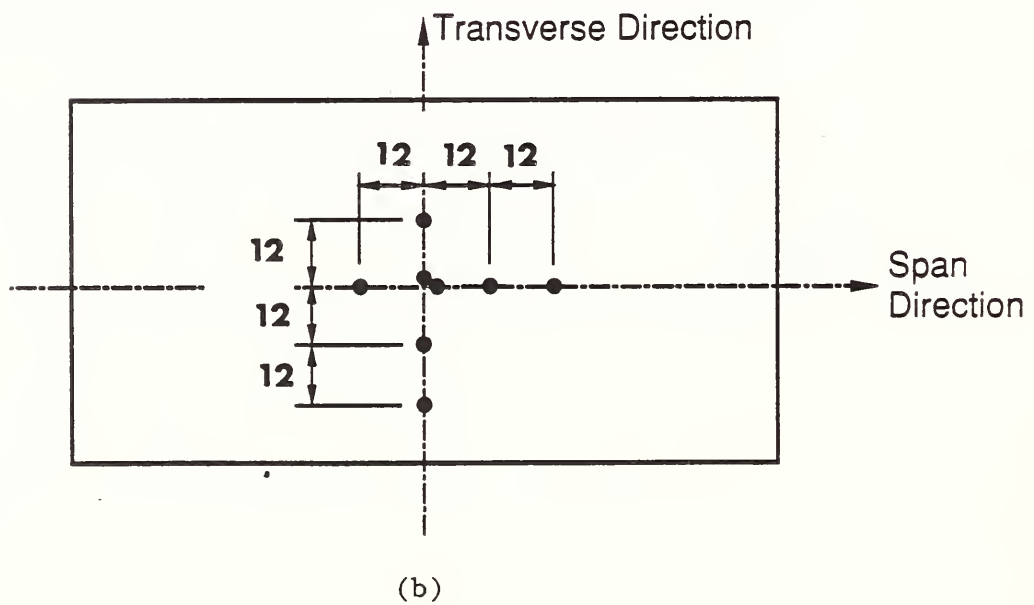 Transverse Direction
12 12 12
12
12
12
Span
Direction
(b)